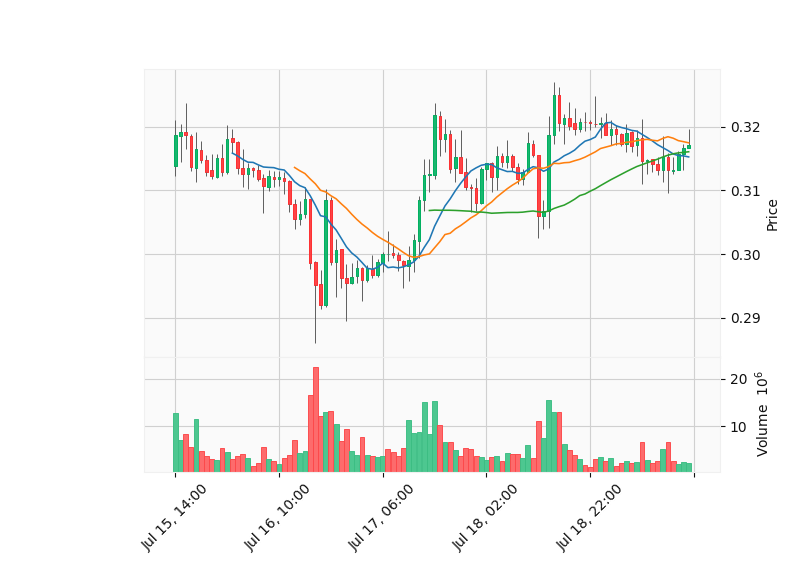 0.32
0.31
0.30
0.29
Price
20
10
Volume 10^6
Jul 15, 14:00
Jul 16, 10:00
Jul 17, 06:00
Jul 18, 02:00
Jul 18, 22:00